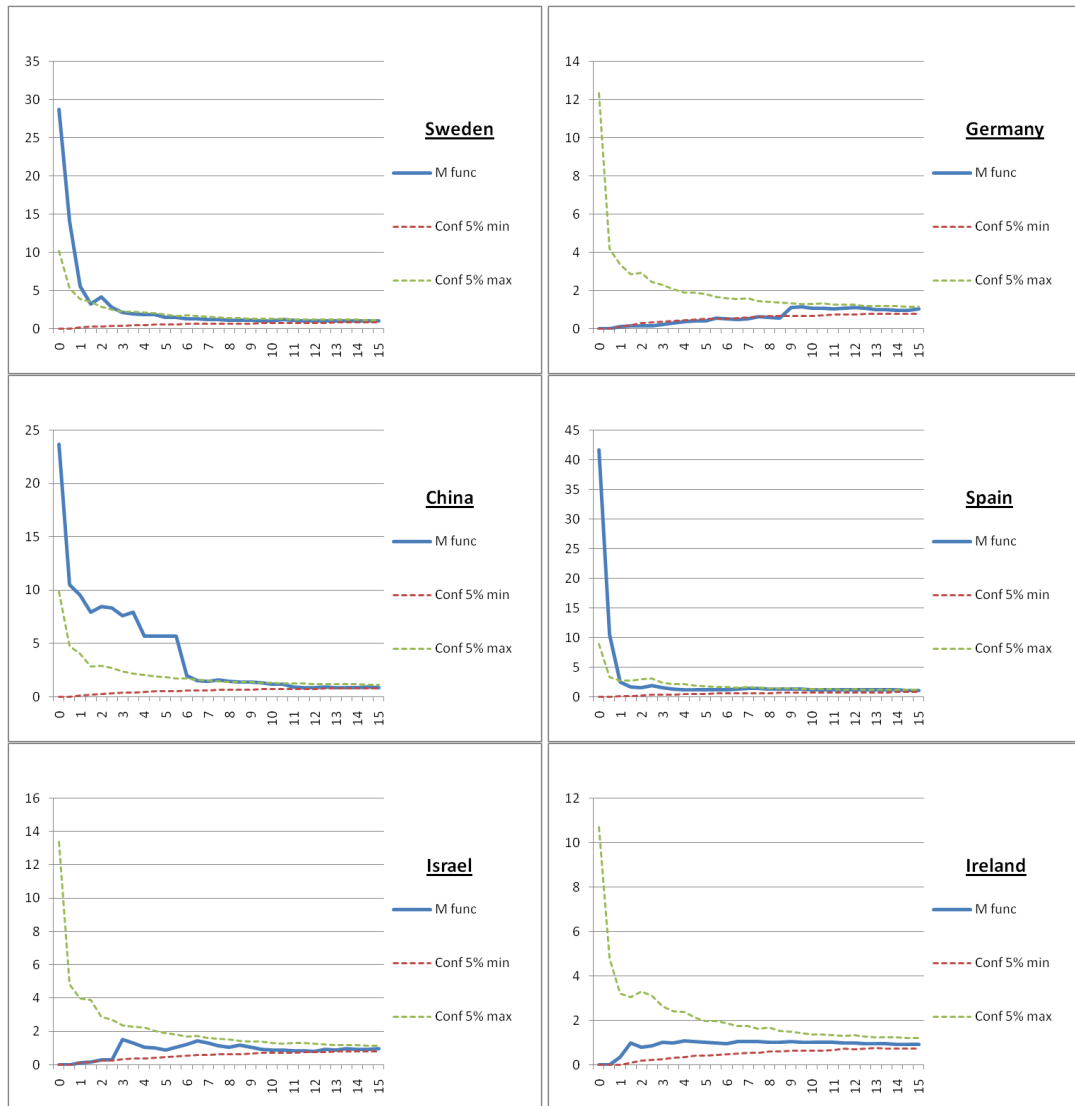 35
30
25
20
15
10
5
0
0 1 2 3 4 5 6 7 8 9 10 11 12 13 14 15
Sweden
M func
Conf 5% min
Conf 5% max
14
12
10
8
6
4
2
0
0 1 2 3 4 5 6 7 8 9 10 11 12 13 14 15
Germany
M func
Conf 5% min
Conf 5% max
25
20
15
10
5
0
0 1 2 3 4 5 6 7 8 9 10 11 12 13 14 15
China
M func
Conf 5% min
Conf 5% max
45
40
35
30
25
20
15
10
5
0
0 1 2 3 4 5 6 7 8 9 10 11 12 13 14 15
Spain
M func
Conf 5% min
Conf 5% max
16
14
12
10
8
6
4
2
0
0 1 2 3 4 5 6 7 8 9 10 11 12 13 14 15
Israel
M func
Conf 5% min
Conf 5% max
12
10
8
6
4
2
0
0 1 2 3 4 5 6 7 8 9 10 11 12 13 14 15
Ireland
M func
Conf 5% min
Conf 5% max